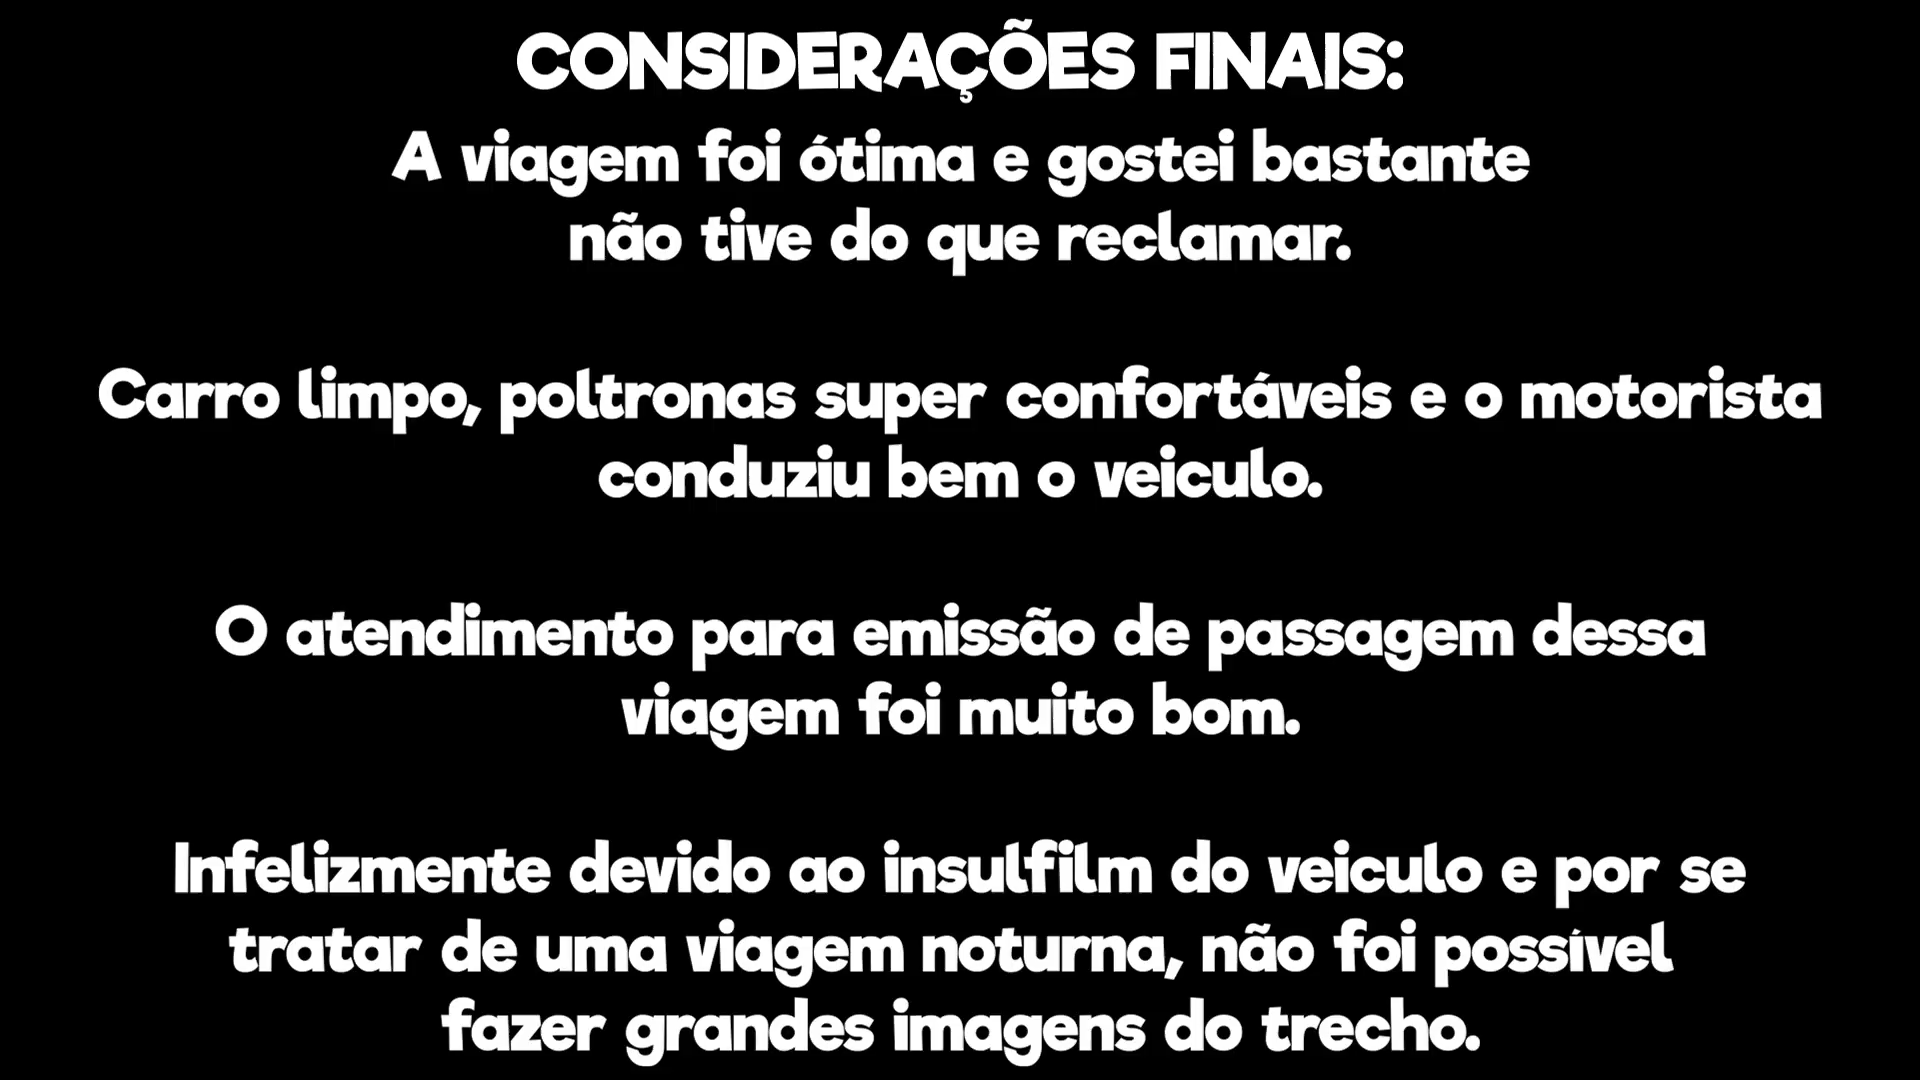 CONSIDERAÇÕES FINAIS:
A viagem foi ótima e gostei bastante
não tive do que reclamar.
Carro limpo, poltronas super confortáveis e o motorista
conduziu bem o veiculo.
O atendimento para emissão de passagem dessa
viagem foi muito bom.
Infelizmente devido ao insulfilm do veiculo e por se
tratar de uma viagem noturna, não foi possível
fazer grandes imagens do trecho.